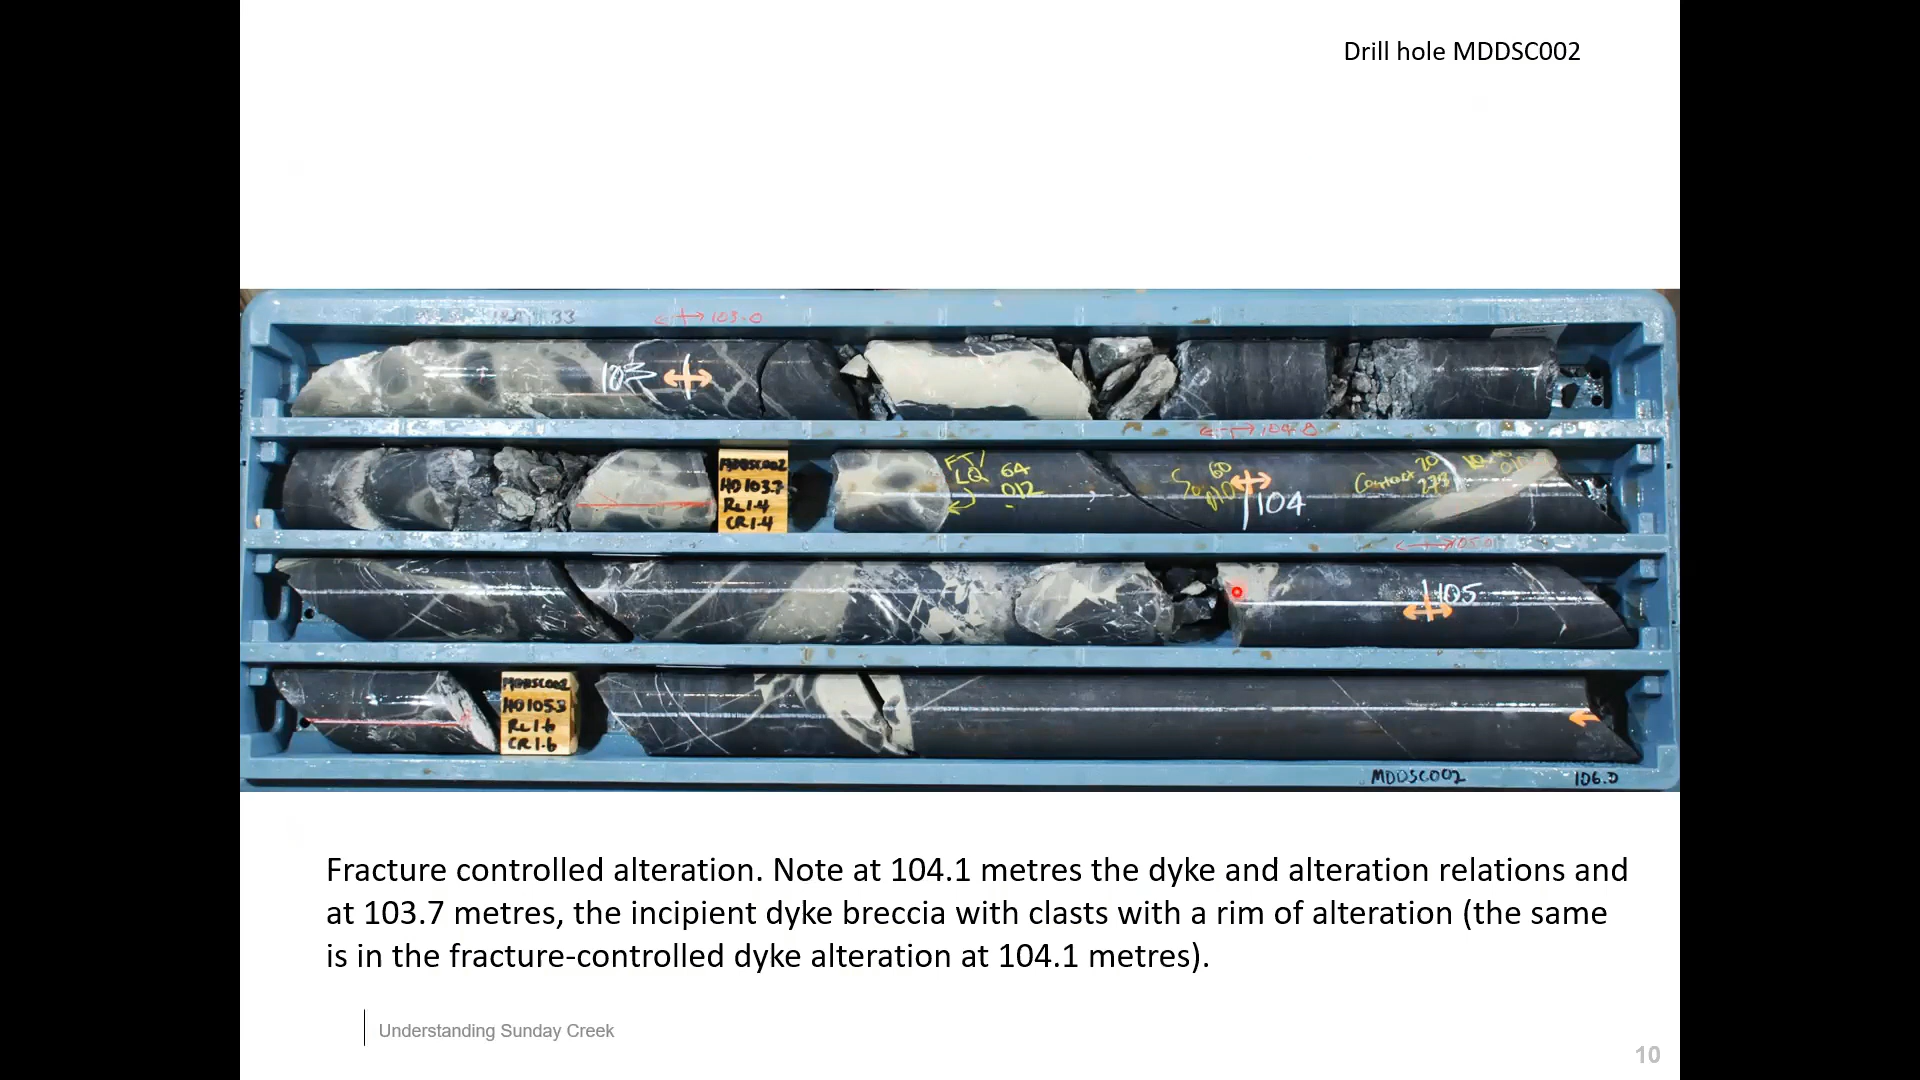 Drill hole MDDSC002
103.0
103
104.0
MDDSC002
HO 103.7
RL 1.4
CR 1.4
FT/
LQ 64
012
60
104
Contact 20
273
105.0
105
MDDSC002
HO 105.3
RL 1.6
CR 1.6
MDDSC002 106.0
Fracture controlled alteration. Note at 104.1 metres the dyke and alteration relations and
at 103.7 metres, the incipient dyke breccia with clasts with a rim of alteration (the same
is in the fracture-controlled dyke alteration at 104.1 metres).
Understanding Sunday Creek
10